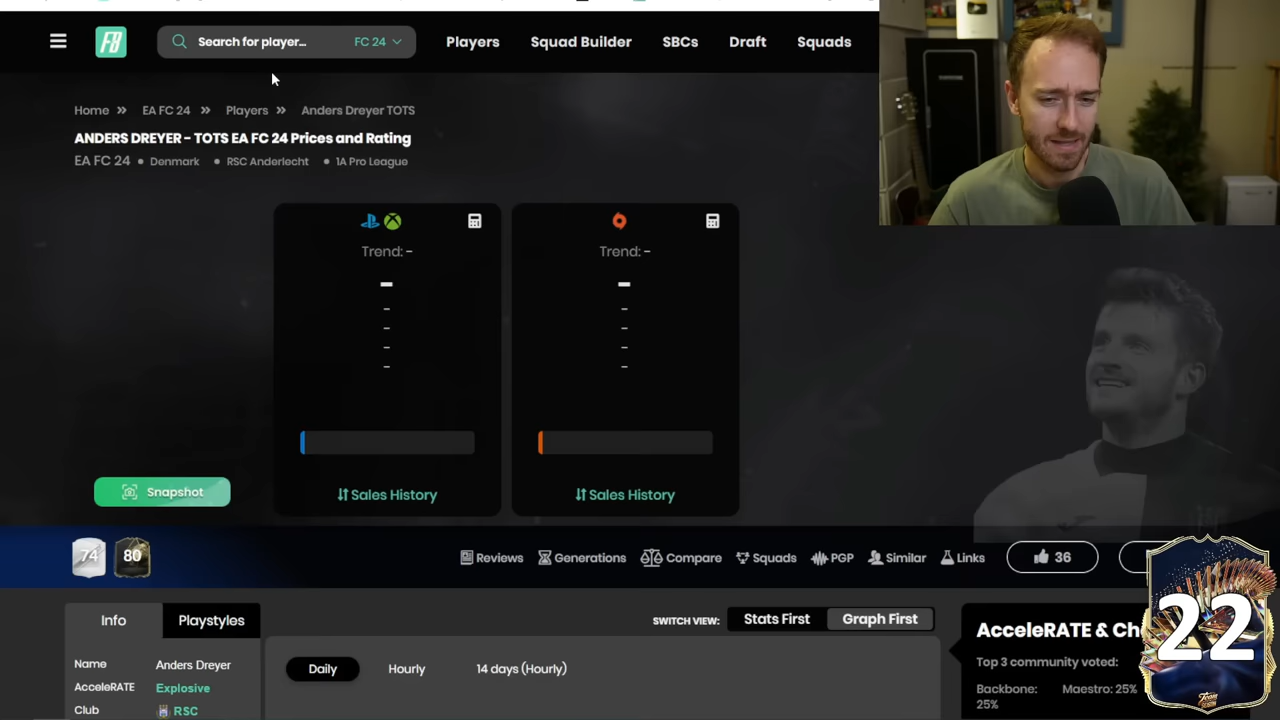 FB
Search for player...
FC 24
Players
Squad Builder
SBCs
Draft
Squads
Home » EA FC 24 » Players » Anders Dreyer TOTS
ANDERS DREYER - TOTS EA FC 24 Prices and Rating
EA FC 24 • Denmark • RSC Anderlecht • 1A Pro League
Trend: -
Trend: -
-
-
-
-
-
-
-
-
-
-
Sales History
Sales History
Snapshot
74
80
Reviews
Generations
Compare
Squads
PGP
Similar
Links
36
Info
Playstyles
SWITCH VIEW:
Stats First
Graph First
Name Anders Dreyer
AcceleRATE Explosive
Club RSC
Daily
Hourly
14 days (Hourly)
AcceleRATE & Ch
Top 3 community voted:
Backbone: 25%
Maestro: 25%
22